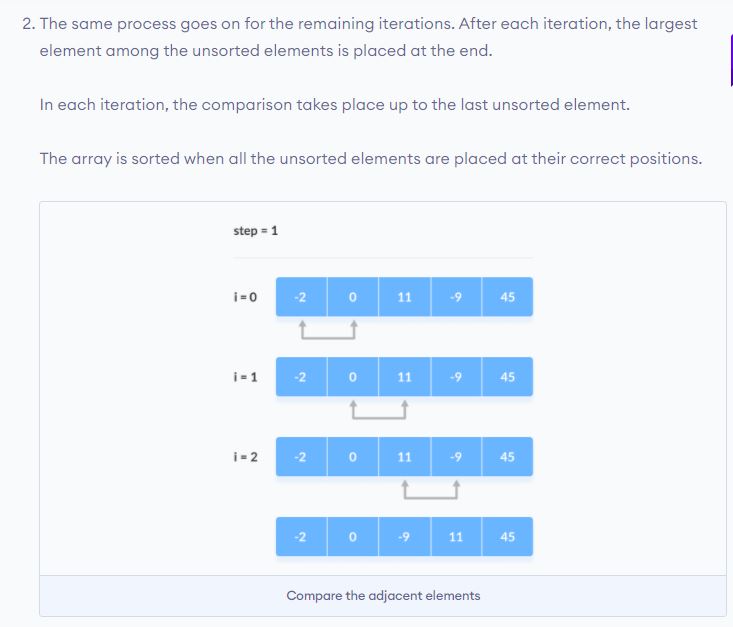 2. The same process goes on for the remaining iterations. After each iteration, the largest
element among the unsorted elements is placed at the end.
In each iteration, the comparison takes place up to the last unsorted element.
The array is sorted when all the unsorted elements are placed at their correct positions.
step = 1
i = 0 -2 0 11 -9 45
i = 1 -2 0 11 -9 45
i = 2 -2 0 11 -9 45
-2 0 -9 11 45
Compare the adjacent elements